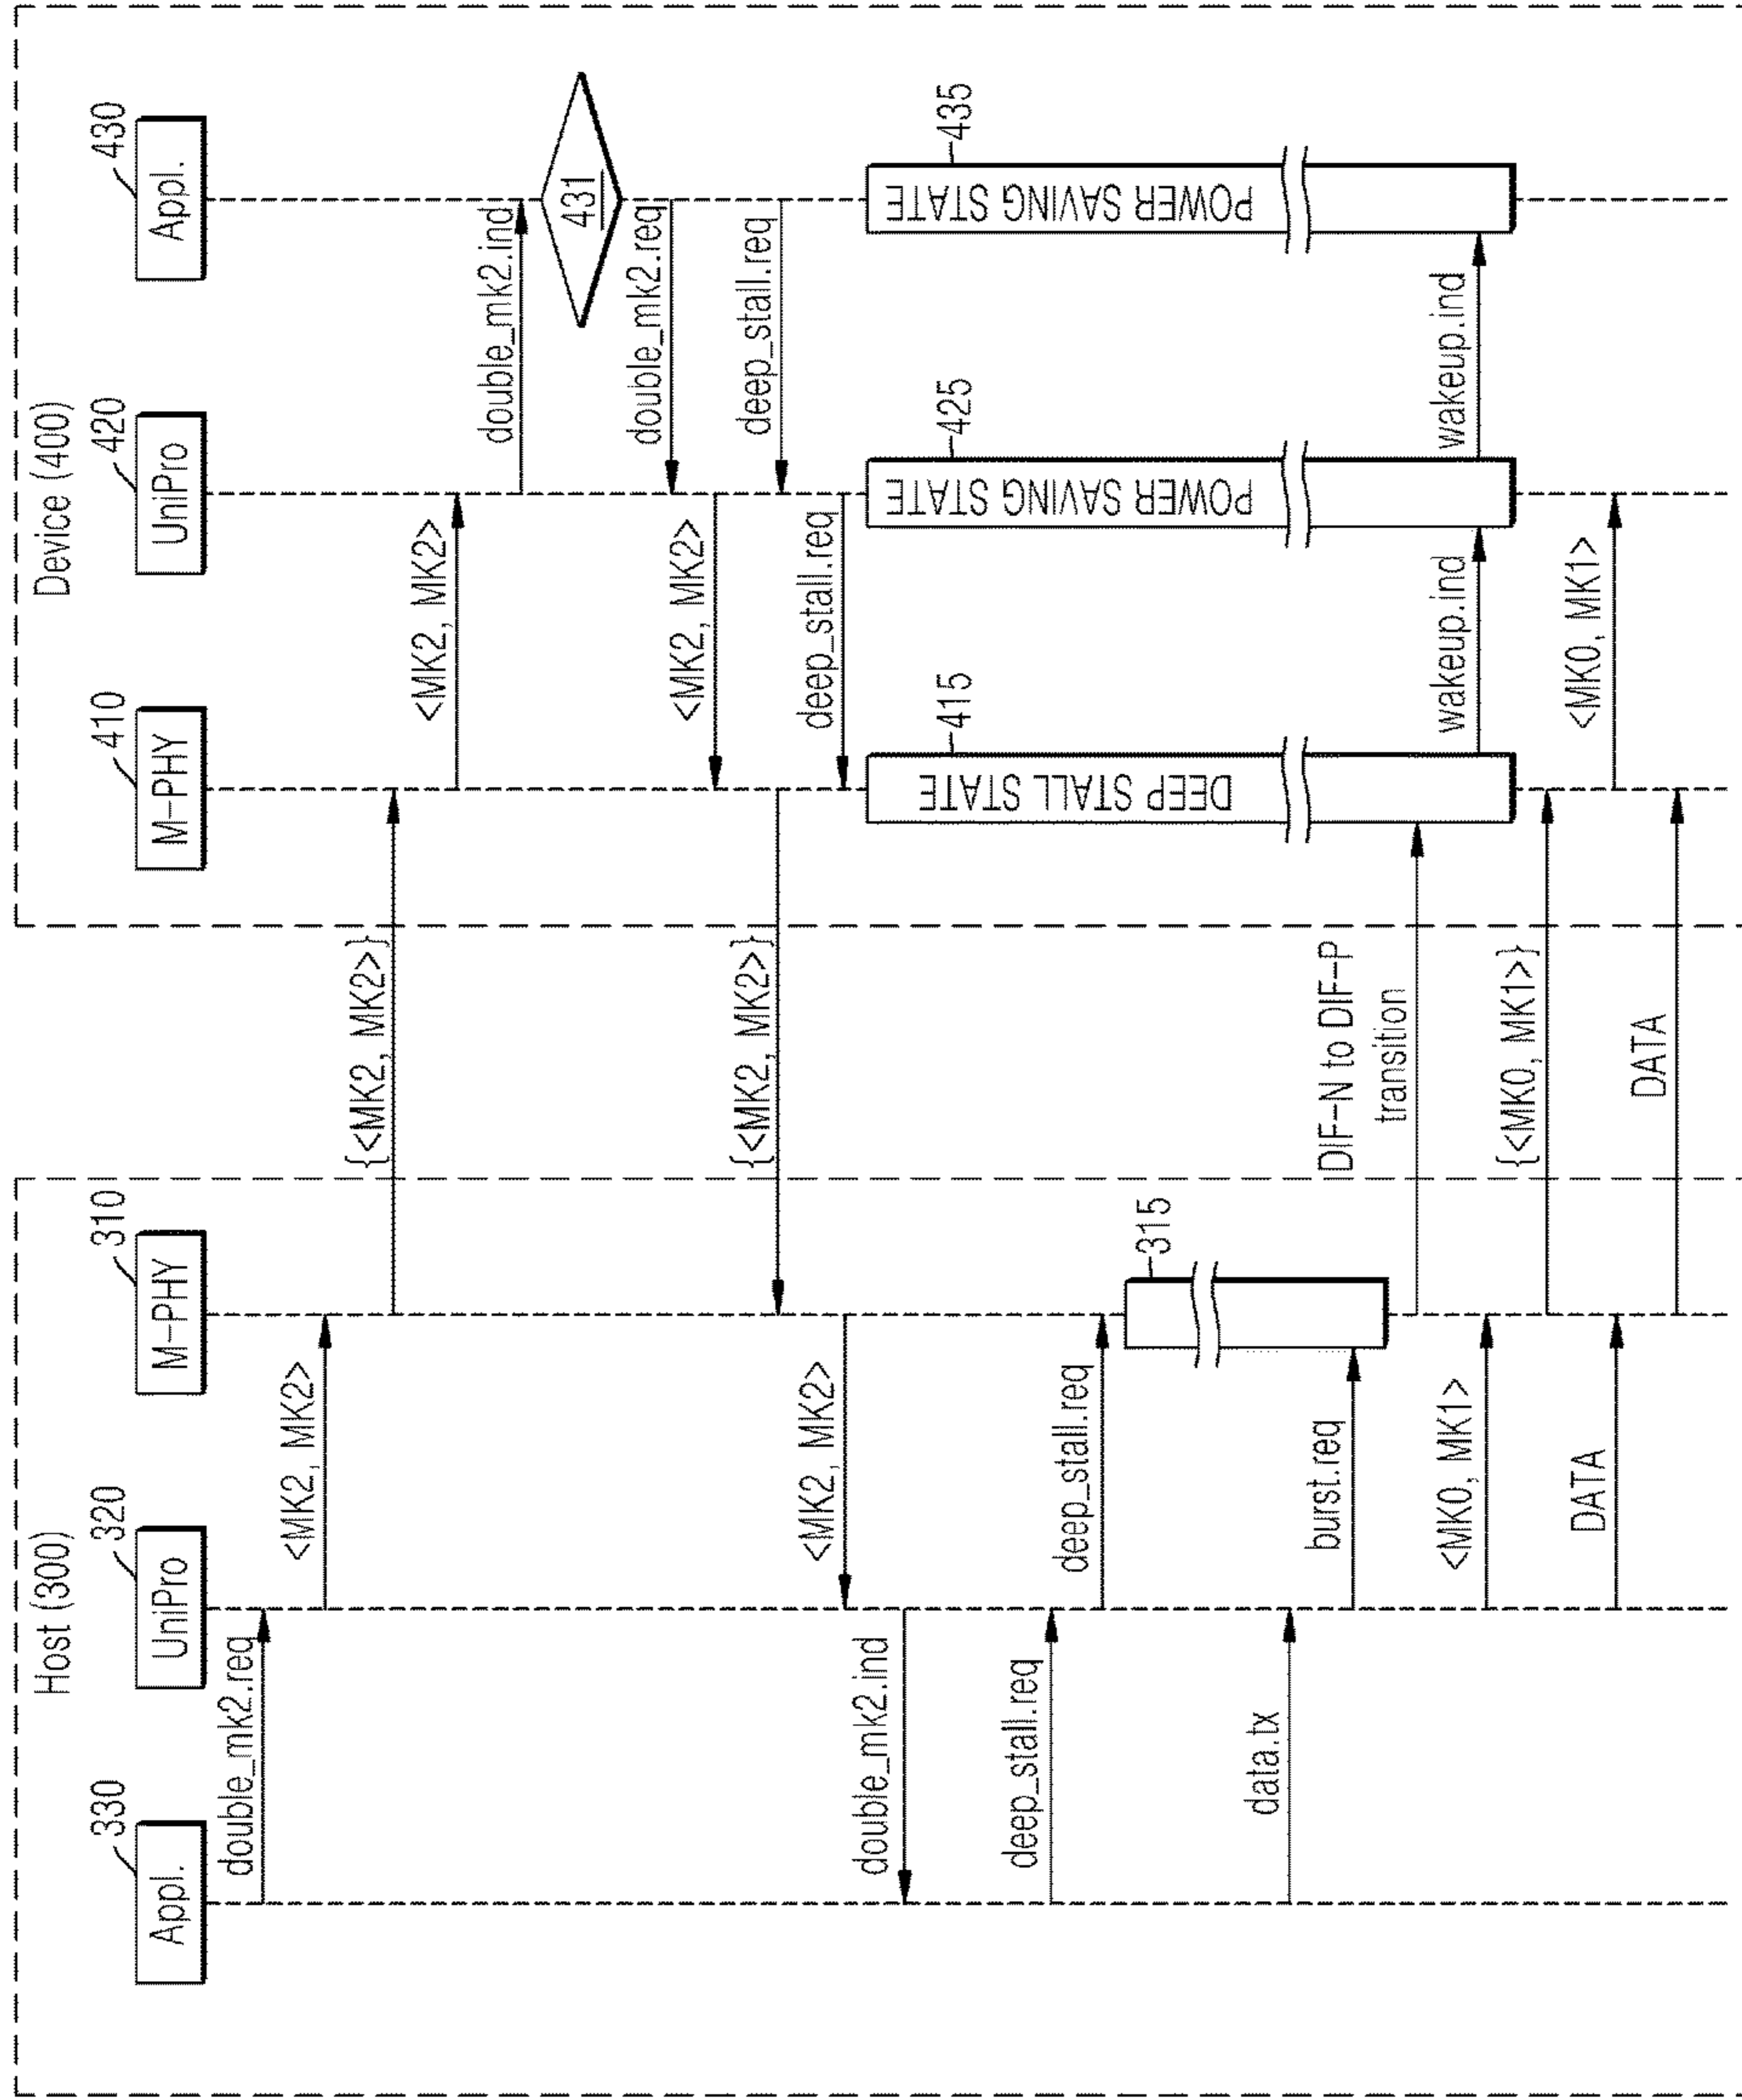 Host (300)
Device (400)
330
320
310
410
420
430
Appl.
UniPro
M-PHY
M-PHY
UniPro
Appl.
double_mk2.req
<MK2, MK2>
{<MK2, MK2>}
<MK2, MK2>
double_mk2.ind
431
double_mk2.req
<MK2, MK2>
{<MK2, MK2>}
deep_stall.req
<MK2, MK2>
deep_stall.req
double_mk2.ind
415
425
435
DEEP STALL STATE
POWER SAVING STATE
POWER SAVING STATE
deep_stall.req
deep_stall.req
315
data.tx
burst.req
DIF-N to DIF-P
transition
wakeup.ind
wakeup.ind
<MK0, MK1>
{<MK0, MK1>}
<MK0, MK1>
DATA
DATA